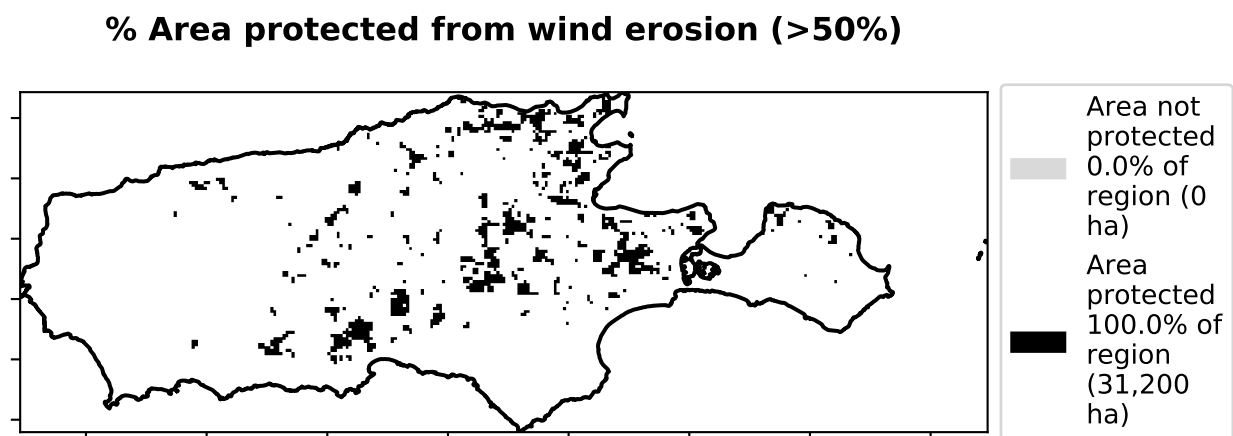 % Area protected from wind erosion (>50%)
Area not
protected
0.0% of
region (0
ha)
Area
protected
100.0% of
region
(31,200
ha)